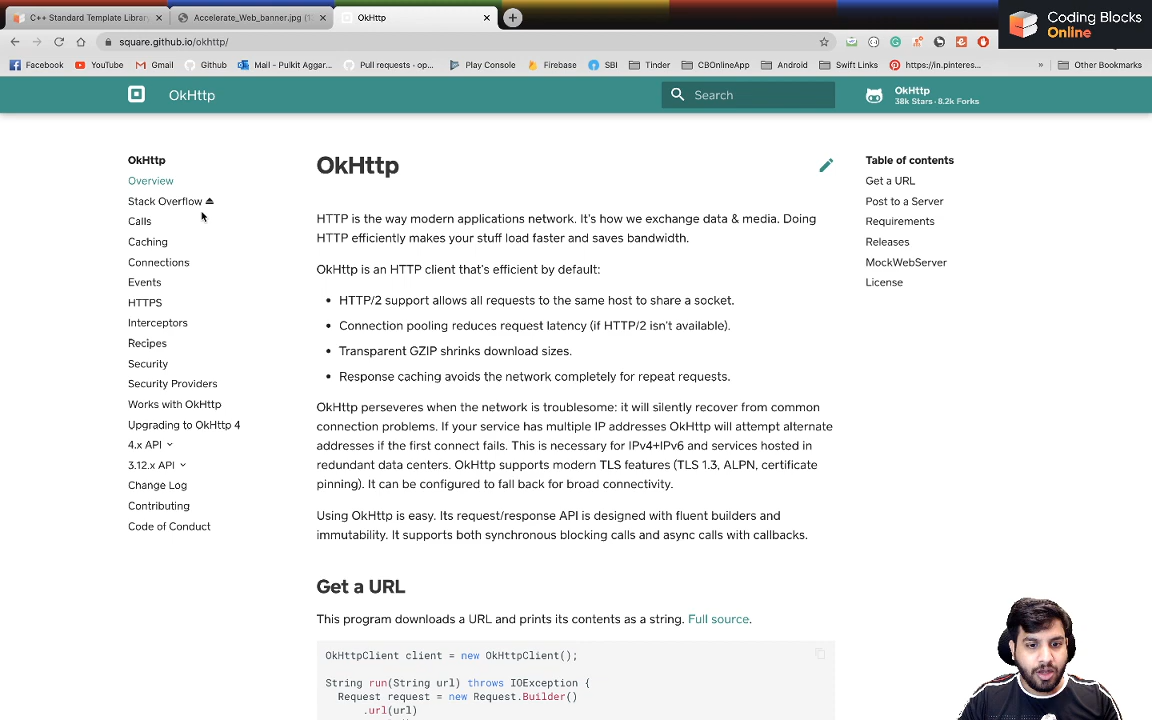 C++ Standard Template Library
Accelerate_Web_banner.jpg (1
OkHttp
square.github.io/okhttp/
Coding Blocks
Online
Facebook
YouTube
Gmail
Github
Mail - Pulkit Aggar...
Pull requests - op...
Play Console
Firebase
SBI
Tinder
CBOnlineApp
Android
Swift Links
https://in.pinteres...
»
Other Bookmarks
OkHttp
Search
OkHttp
38k Stars · 8.2k Forks
OkHttp
Overview
Stack Overflow ⏏
Calls
Caching
Connections
Events
HTTPS
Interceptors
Recipes
Security
Security Providers
Works with OkHttp
Upgrading to OkHttp 4
4.x API
3.12.x API
Change Log
Contributing
Code of Conduct
OkHttp
HTTP is the way modern applications network. It's how we exchange data & media. Doing
HTTP efficiently makes your stuff load faster and saves bandwidth.
OkHttp is an HTTP client that's efficient by default:
• HTTP/2 support allows all requests to the same host to share a socket.
• Connection pooling reduces request latency (if HTTP/2 isn't available).
• Transparent GZIP shrinks download sizes.
• Response caching avoids the network completely for repeat requests.
OkHttp perseveres when the network is troublesome: it will silently recover from common
connection problems. If your service has multiple IP addresses OkHttp will attempt alternate
addresses if the first connect fails. This is necessary for IPv4+IPv6 and services hosted in
redundant data centers. OkHttp supports modern TLS features (TLS 1.3, ALPN, certificate
pinning). It can be configured to fall back for broad connectivity.
Using OkHttp is easy. Its request/response API is designed with fluent builders and
immutability. It supports both synchronous blocking calls and async calls with callbacks.
Get a URL
This program downloads a URL and prints its contents as a string. Full source.
OkHttpClient client = new OkHttpClient();
String run(String url) throws IOException {
Request request = new Request.Builder()
.url(url)
Table of contents
Get a URL
Post to a Server
Requirements
Releases
MockWebServer
License